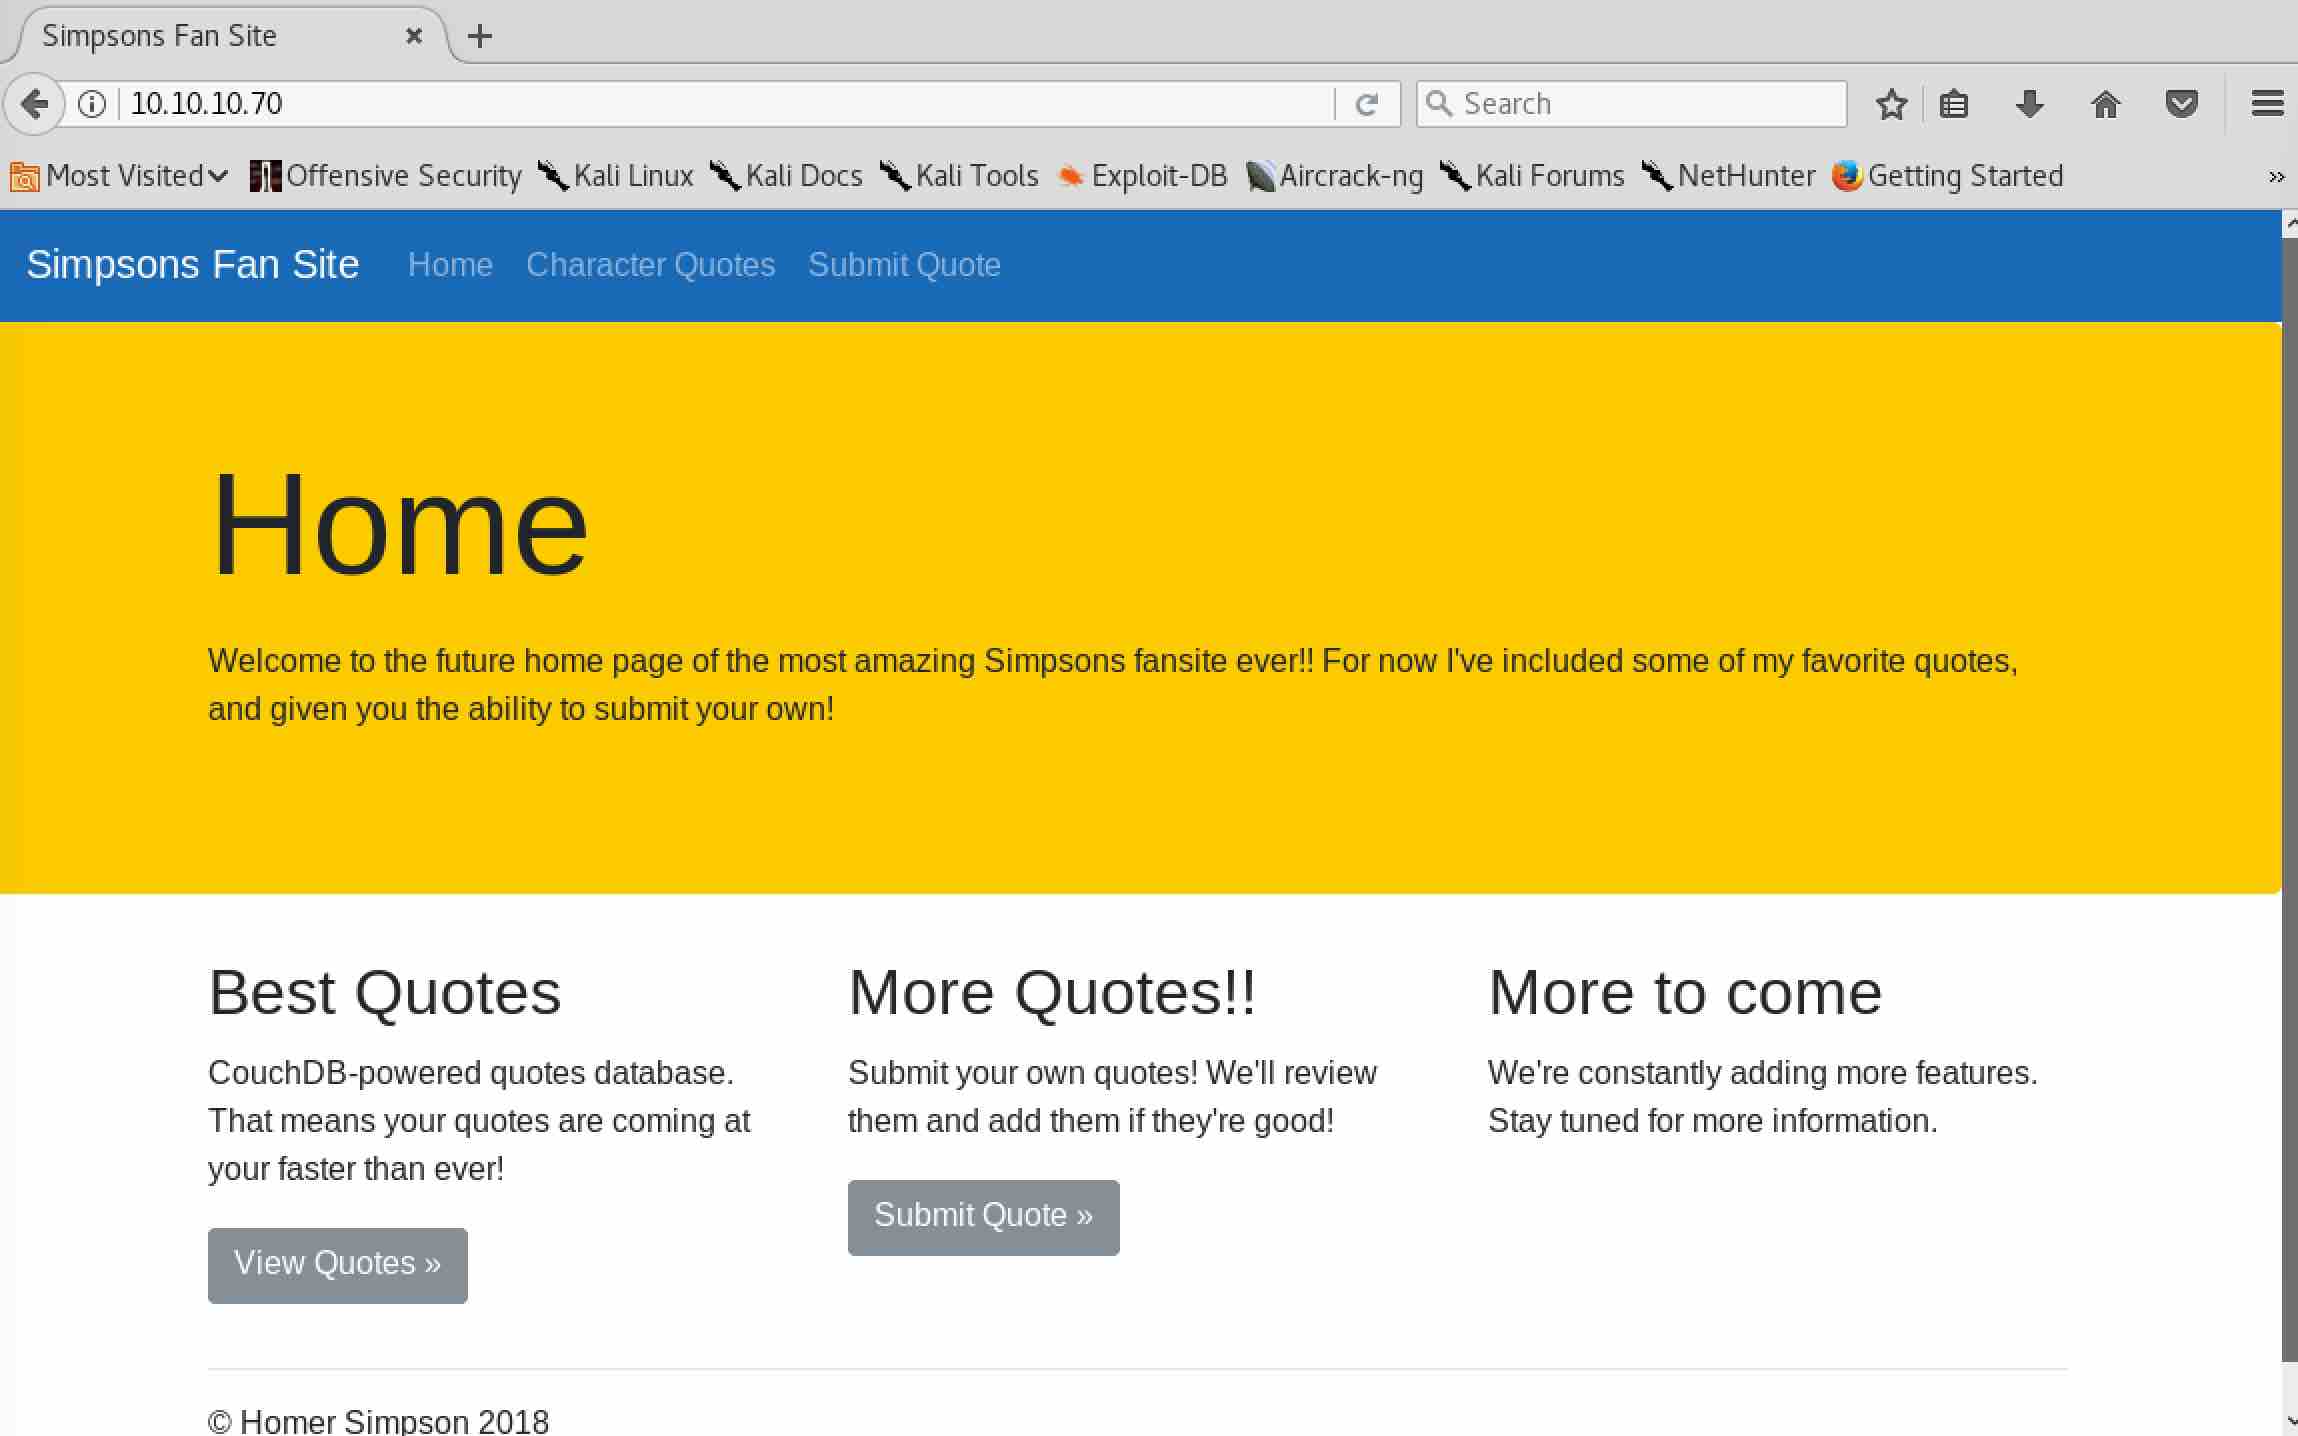 Simpsons Fan Site
10.10.10.70
Search
Most Visited Offensive Security Kali Linux Kali Docs Kali Tools Exploit-DB Aircrack-ng Kali Forums NetHunter Getting Started »
Simpsons Fan Site Home Character Quotes Submit Quote
Home
Welcome to the future home page of the most amazing Simpsons fansite ever!! For now I've included some of my favorite quotes,
and given you the ability to submit your own!
Best Quotes
CouchDB-powered quotes database.
That means your quotes are coming at
your faster than ever!
View Quotes »
More Quotes!!
Submit your own quotes! We'll review
them and add them if they're good!
Submit Quote »
More to come
We're constantly adding more features.
Stay tuned for more information.
© Homer Simpson 2018